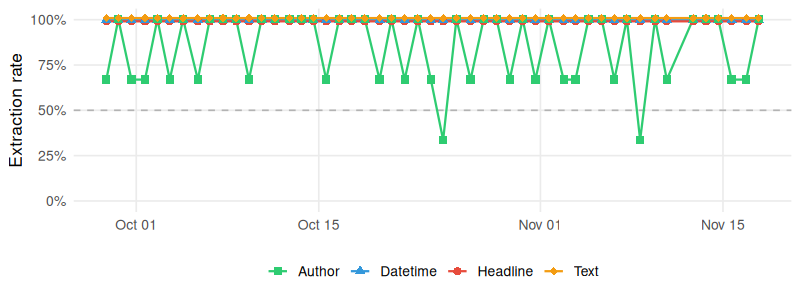 Extraction rate
100%
75%
50%
25%
0%
Oct 01 Oct 15 Nov 01 Nov 15
Author Datetime Headline Text